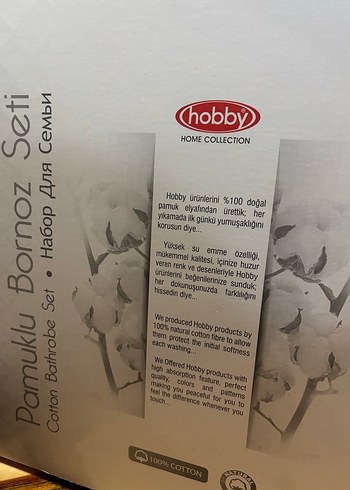 Pamuklu Bornoz Seti
Cotton Bathrobe Set • Набор Для Семьи
hobby
HOME COLLECTION
Hobby ürünlerini %100 doğal
pamuk elyafından ürettik; her
yıkamada ilk günkü yumuşaklığını
korusun diye...
Yüksek su emme özelliği,
mükemmel kalitesi, içinize huzur
veren renk ve desenleriyle Hobby
ürünlerini beğenilerinize sunduk;
her dokunuşunuzda farklılığını
hissedin diye...
We produced Hobby products by
100% natural cotton fibre to allow
them protect the initial softness
each washing...
We Offered Hobby products with
high absorption feature, perfect
quality, colors and patterns
making you peaceful for you to
feel the difference whenever you
touch...
100% COTTON
NATURAL